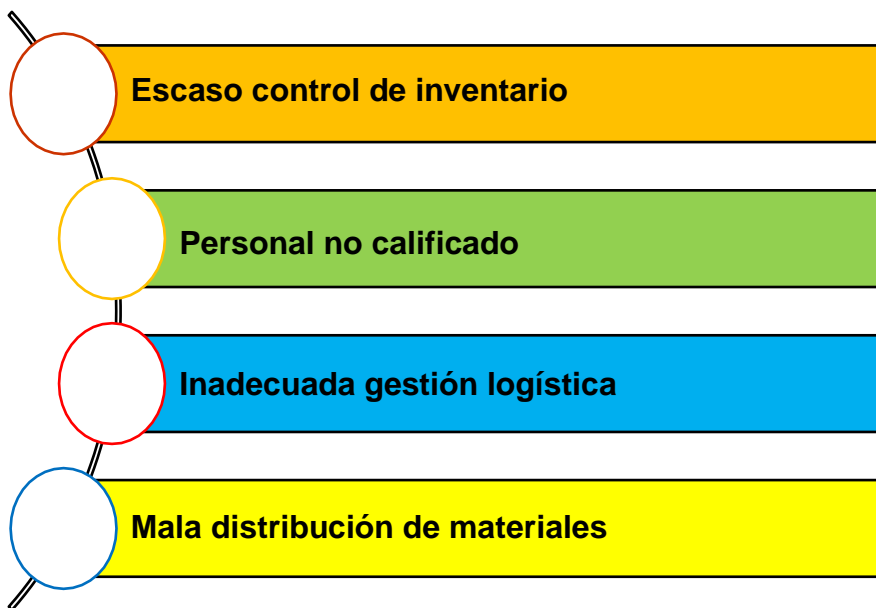 Escaso control de inventario
Personal no calificado
Inadecuada gestión logística
Mala distribución de materiales